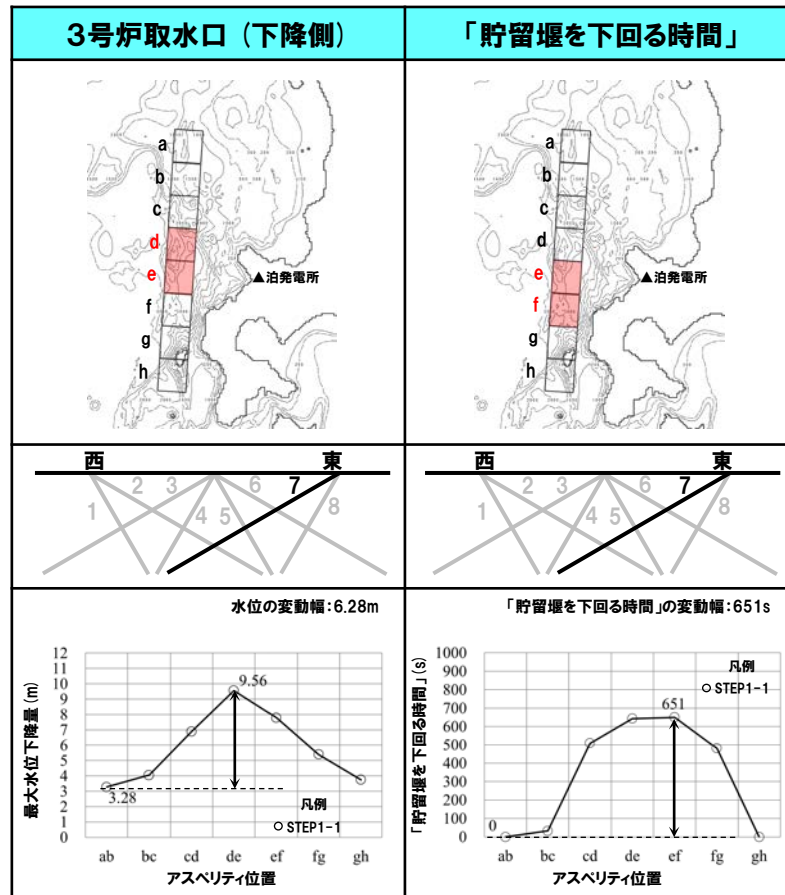 3号炉取水口（下降側）
「貯留堰を下回る時間」
a
b
c
d
e
f
g
h
▲泊発電所
a
b
c
d
e
f
g
h
▲泊発電所
西 東
1 2 3 4 5 6 7 8
西 東
1 2 3 4 5 6 7 8
水位の変動幅：6.28m
最大水位下降量（m）
12
11
10
9
8
7
6
5
4
3
2
1
0
9.56
3.28
凡例
○ STEP1-1
ab bc cd de ef fg gh
アスペリティ位置
「貯留堰を下回る時間」の変動幅：651s
「貯留堰を下回る時間」（s）
1000
900
800
700
600
500
400
300
200
100
0
凡例
○ STEP1-1
651
0
ab bc cd de ef fg gh
アスペリティ位置